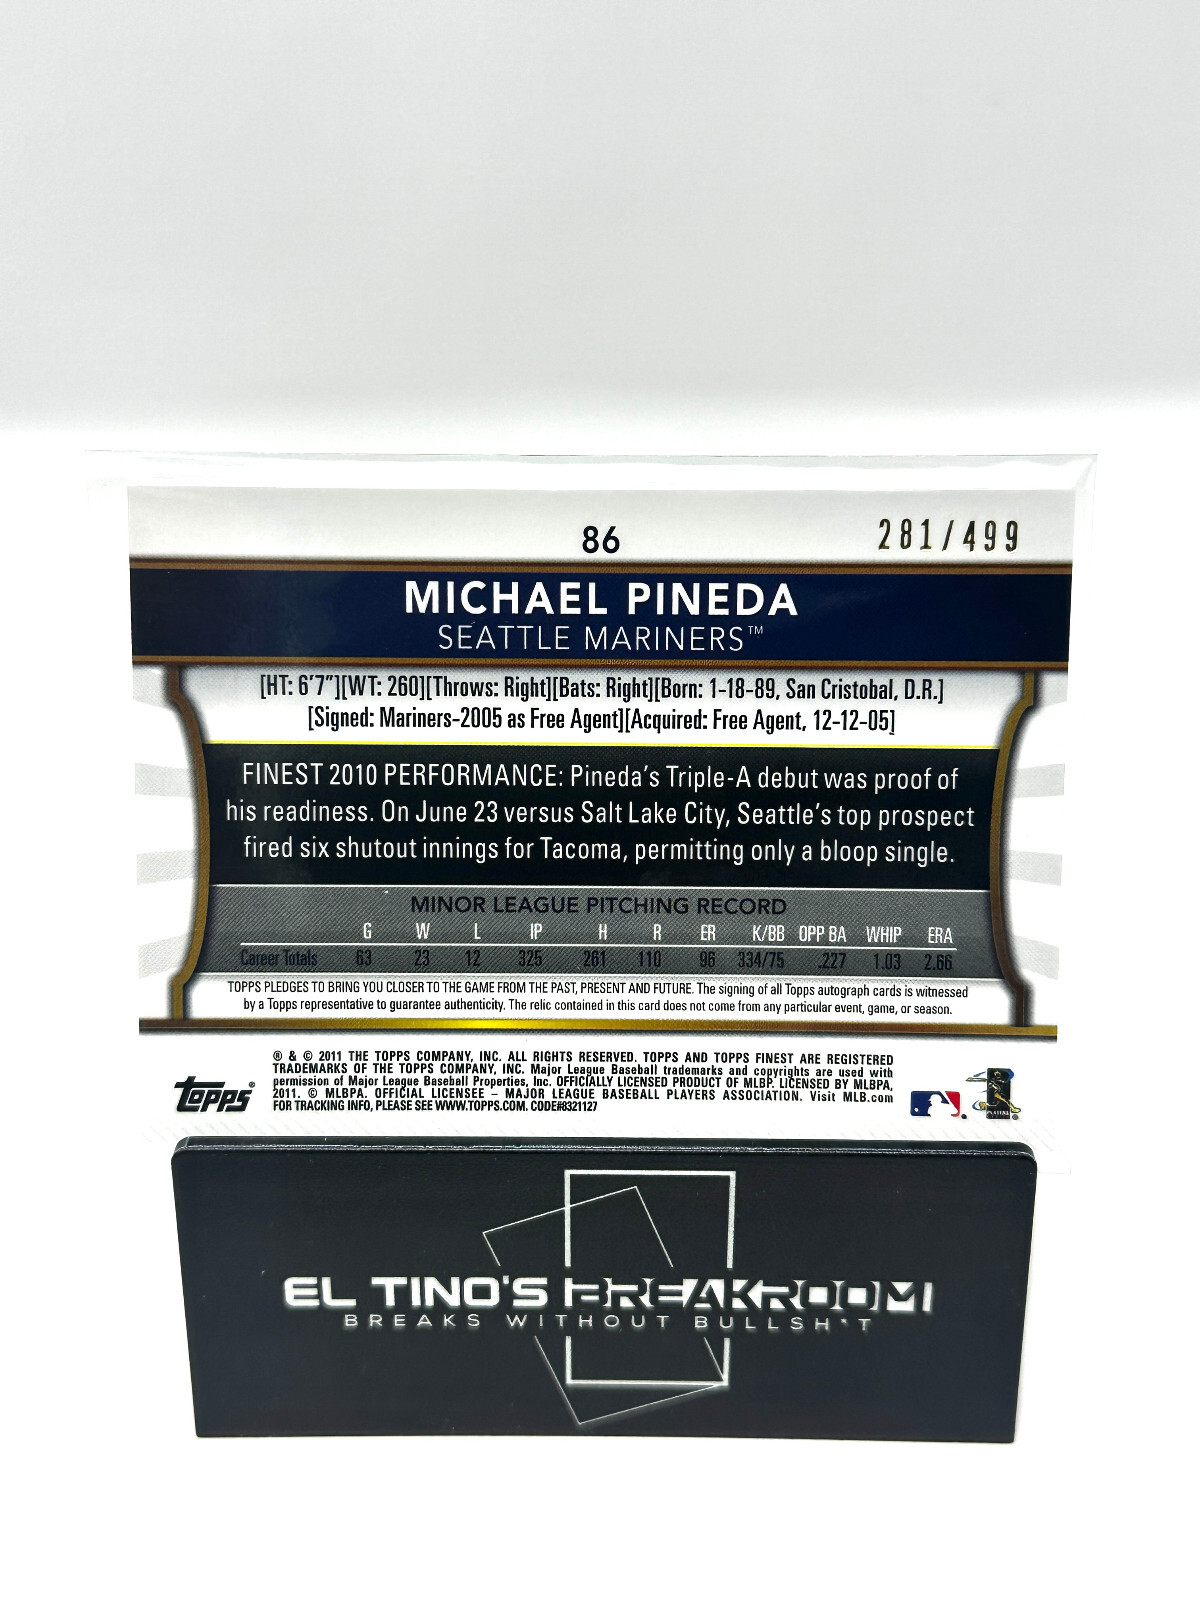 86
281/499
MICHAEL PINEDA
SEATTLE MARINERS™
[HT: 6'7"][WT: 260][Throws: Right][Bats: Right][Born: 1-18-89, San Cristobal, D.R.]
[Signed: Mariners-2005 as Free Agent][Acquired: Free Agent, 12-12-05]
FINEST 2010 PERFORMANCE: Pineda's Triple-A debut was proof of
his readiness. On June 23 versus Salt Lake City, Seattle's top prospect
fired six shutout innings for Tacoma, permitting only a bloop single.
MINOR LEAGUE PITCHING RECORD
G W L IP H R ER K/BB OPP BA WHIP ERA
Career Totals 63 23 12 325 261 110 96 334/75 .227 1.03 2.66
TOPPS PLEDGES TO BRING YOU CLOSER TO THE GAME FROM THE PAST, PRESENT AND FUTURE. The signing of all Topps autograph cards is witnessed
by a Topps representative to guarantee authenticity. The relic contained in this card does not come from any particular event, game, or season.
® & © 2011 THE TOPPS COMPANY, INC. ALL RIGHTS RESERVED. TOPPS AND TOPPS FINEST ARE REGISTERED
TRADEMARKS OF THE TOPPS COMPANY, INC. Major League Baseball trademarks and copyrights are used with
permission of Major League Baseball Properties, Inc. OFFICIALLY LICENSED PRODUCT OF MLBP. LICENSED BY MLBPA,
2011. © MLBPA. OFFICIAL LICENSEE – MAJOR LEAGUE BASEBALL PLAYERS ASSOCIATION. Visit MLB.com
FOR TRACKING INFO, PLEASE SEE WWW.TOPPS.COM. CODE#8321127
Topps®
EL TINO'S BREAKROOM
BREAKS WITHOUT BULLSH*T